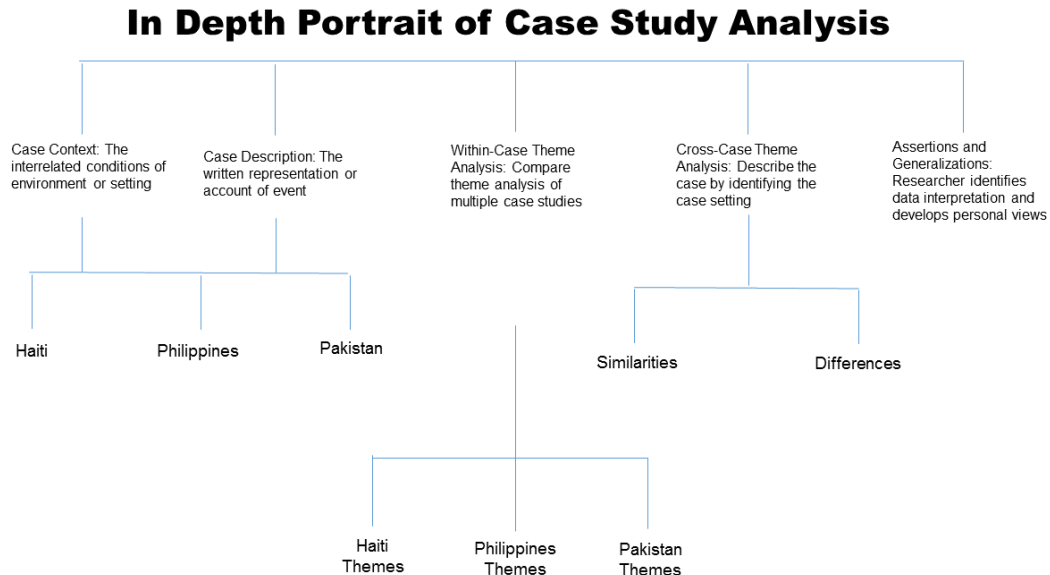 In Depth Portrait of Case Study Analysis
Case Context: The
interrelated conditions of
environment or setting
Case Description: The
written representation or
account of event
Within-Case Theme
Analysis: Compare
theme analysis of
multiple case studies
Cross-Case Theme
Analysis: Describe the
case by identifying the
case setting
Assertions and
Generalizations:
Researcher identifies
data interpretation and
develops personal views
Haiti
Philippines
Pakistan
Similarities
Differences
Haiti
Themes
Philippines
Themes
Pakistan
Themes